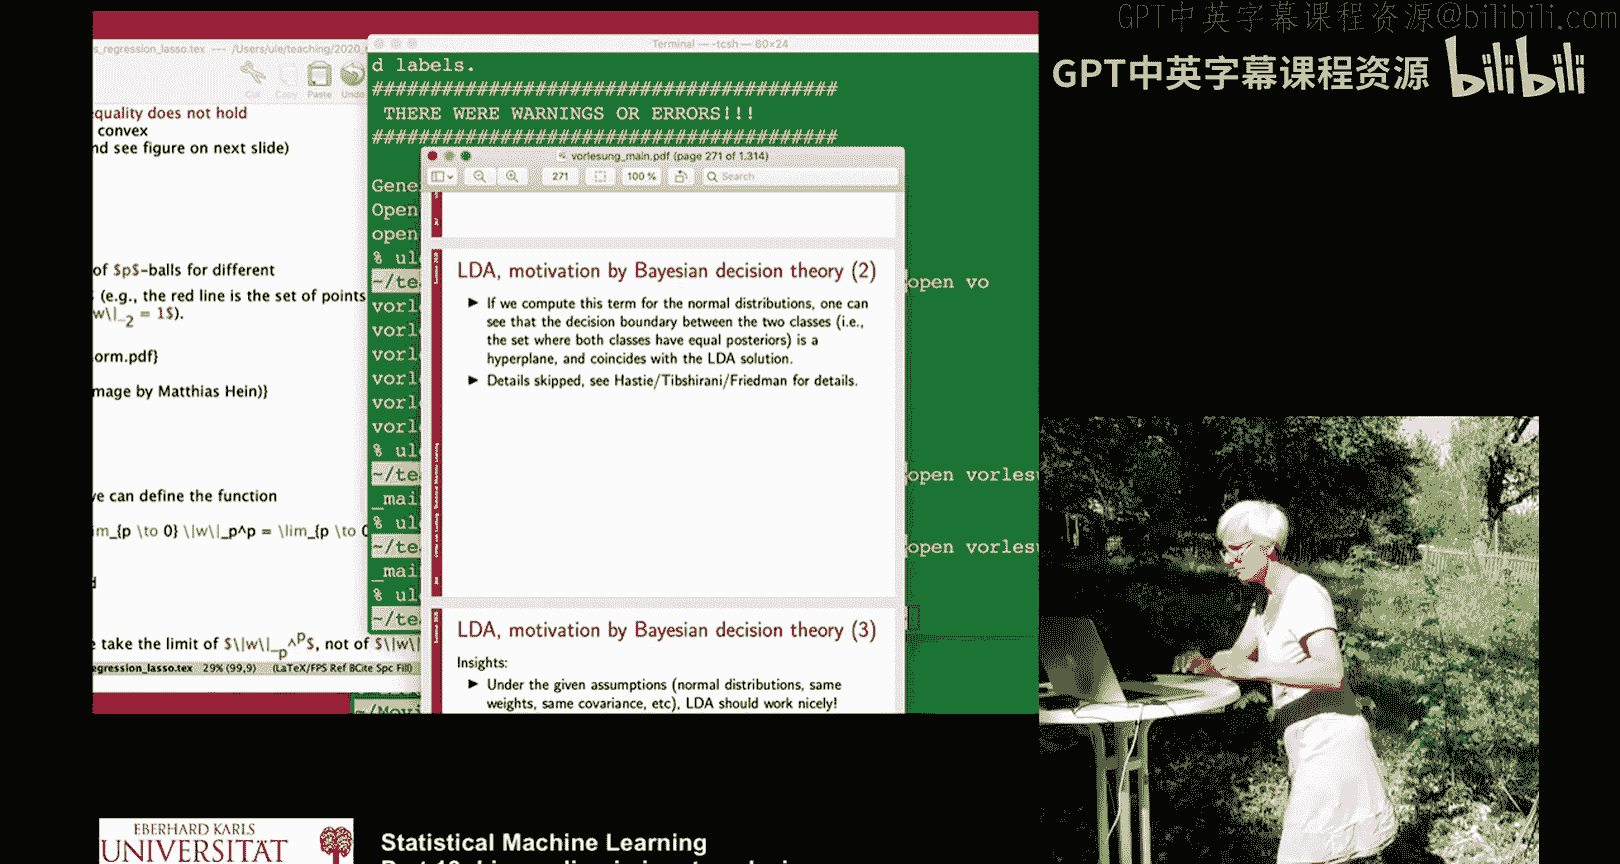 GPT中英字幕课程资源@bilibili.com
GPT中英字幕课程资源 bilibili
s_regression_lasso.tex --- /Users/ule/teaching/2020_
Cut Copy Paste Undo
equality does not hold
convex
nd see figure on next slide)
of $p$-balls for different
$ (e.g., the red line is the set of points
w\|_2 = 1$).
orm.pdf}
mage by Matthias Hein)}
ve can define the function
im_{p \to 0} \|w\|_p^p = \lim_{p \to 0
e take the limit of $\|w\|_p^p$, not of $\|w\|
egression_lasso.tex 29% (99,9) (LaTeX/FPS Ref BCite Spc Fill)
Terminal — -tcsh — 60×24
d labels.
######################################
THERE WERE WARNINGS OR ERRORS!!!
######################################
Gene
Open
open
% ul
~/te open vo
vorl
vorl
vorl
vorl
vorl
vorl
% ul
~/te open vorles
_mai
% ul
~/te open vorles
_mai
% ul
~/te
vorlesung_main.pdf (page 271 of 1.314)
271 100 % Search
LDA, motivation by Bayesian decision theory (2)
► If we compute this term for the normal distributions, one can
see that the decision boundary between the two classes (i.e.,
the set where both classes have equal posteriors) is a
hyperplane, and coincides with the LDA solution.
► Details skipped, see Hastie/Tibshirani/Friedman for details.
LDA, motivation by Bayesian decision theory (3)
Insights:
► Under the given assumptions (normal distributions, same
weights, same covariance, etc), LDA should work nicely!
EBERHARD KARLS
UNIVERSITÄT
Statistical Machine Learning